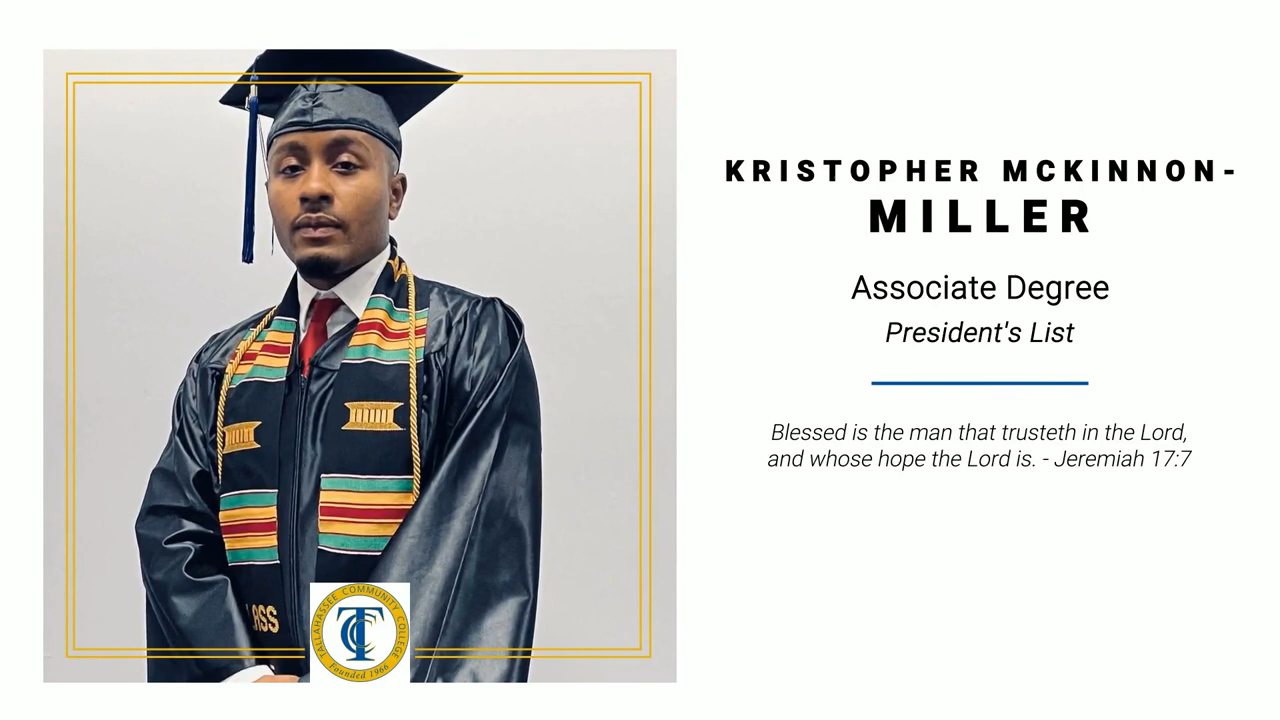 KRISTOPHER MCKINNON-
MILLER
Associate Degree
President's List
Blessed is the man that trusteth in the Lord,
and whose hope the Lord is. - Jeremiah 17:7
LASS
TALLAHASSEE COMMUNITY COLLEGE
TCC
Founded 1966